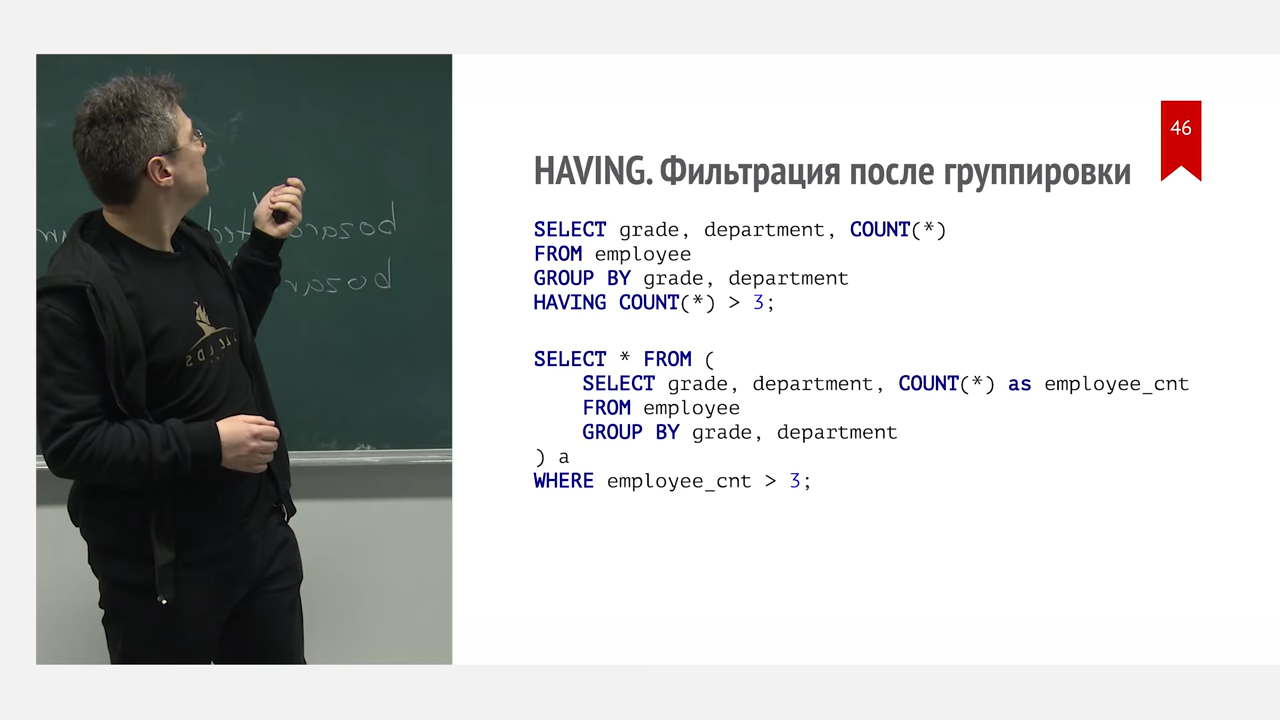 46
HAVING. Фильтрация после группировки
SELECT grade, department, COUNT(*)
FROM employee
GROUP BY grade, department
HAVING COUNT(*) > 3;
SELECT * FROM (
SELECT grade, department, COUNT(*) as employee_cnt
FROM employee
GROUP BY grade, department
) a
WHERE employee_cnt > 3;